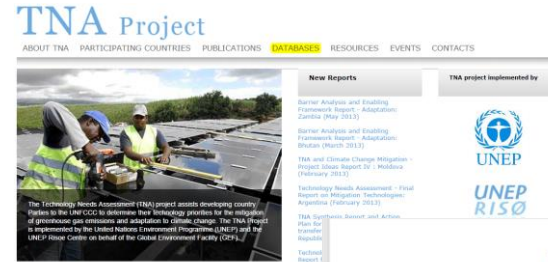 TNA Project
ABOUT TNA PARTICIPATING COUNTRIES PUBLICATIONS DATABASES RESOURCES EVENTS CONTACTS
The Technology Needs Assessment (TNA) project assists developing country
Parties to the UNFCCC to determine their technology priorities for the mitigation
of greenhouse gas emissions and adaptation to climate change. The TNA Project
is implemented by the United Nations Environment Programme (UNEP) and the
UNEP Risoe Centre on behalf of the Global Environment Facility (GEF).
New Reports
Barrier Analysis and Enabling
Framework Report - Adaptation:
Zambia (May 2013)
Barrier Analysis and Enabling
Framework Report - Adaptation:
Bhutan (March 2013)
TNA and Climate Change Mitigation -
Project Ideas Report IV : Moldova
(February 2013)
Technology Needs Assessment - Final
Report on Mitigation Technologies:
Argentina (February 2013)
TNA Synthesis Report and Action
Plan for
transfer
Republic
TNA project implemented by
UNEP
UNEP
RISØ